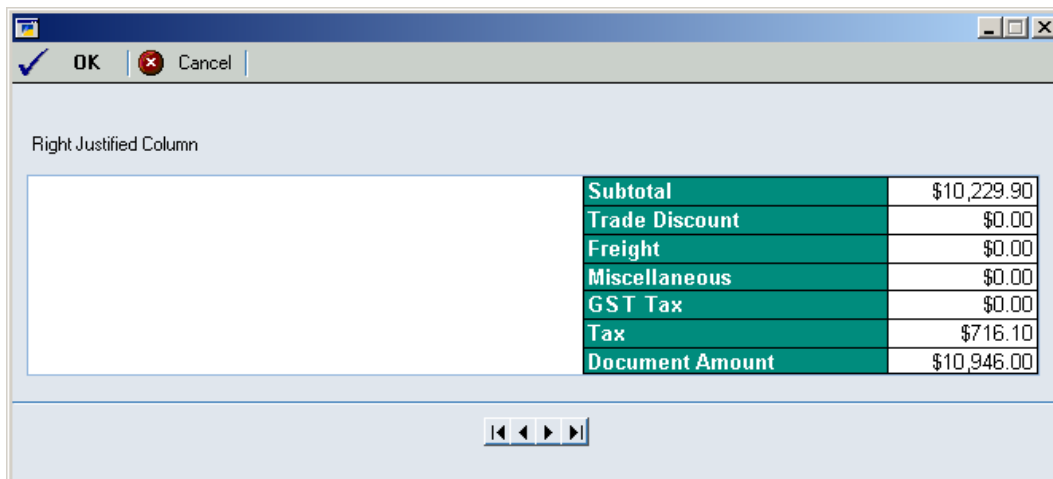 OK Cancel
Right Justified Column
Subtotal $10,229.90
Trade Discount $0.00
Freight $0.00
Miscellaneous $0.00
GST Tax $0.00
Tax $716.10
Document Amount $10,946.00